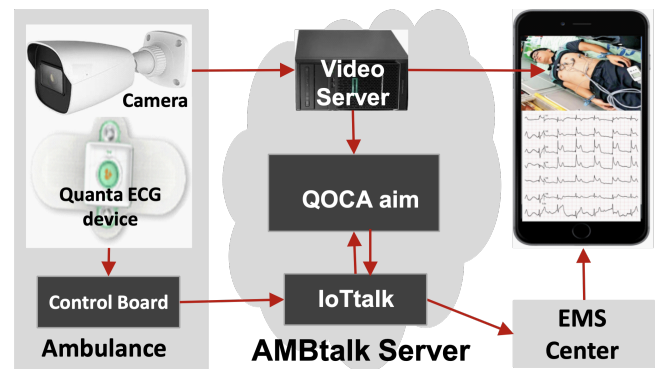 Camera
Quanta ECG
device
Control Board
Ambulance
Video
Server
QOCA aim
IoTtalk
AMBtalk Server
EMS
Center